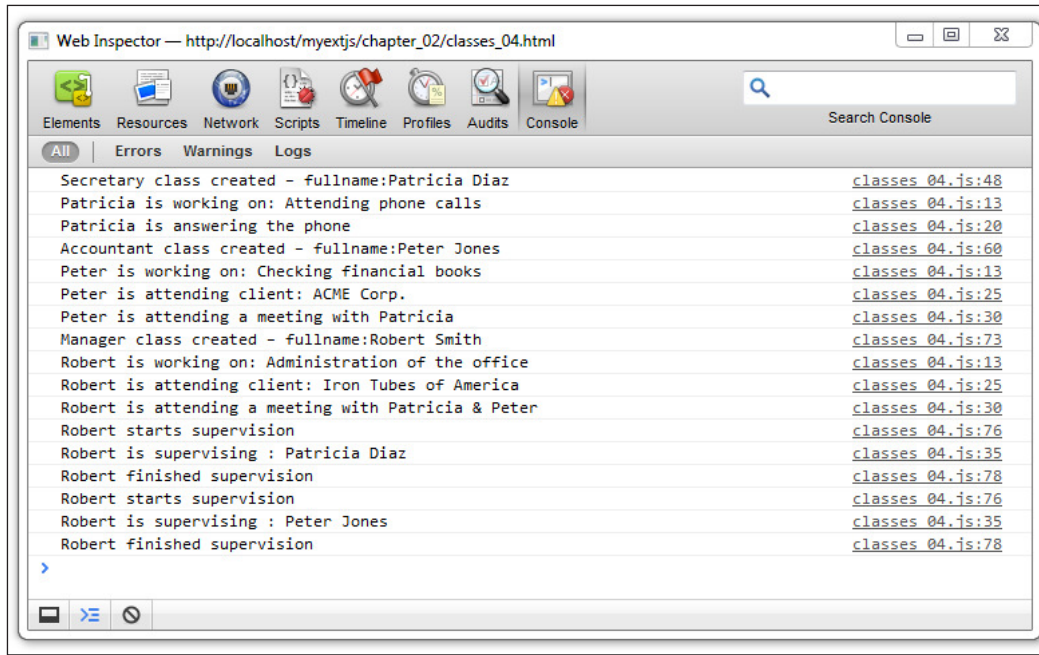 Web Inspector — http://localhost/myextjs/chapter_02/classes_04.html
Elements Resources Network Scripts Timeline Profiles Audits Console
Search Console
All Errors Warnings Logs
Secretary class created – fullname:Patricia Diaz classes_04.js:48
Patricia is working on: Attending phone calls classes_04.js:13
Patricia is answering the phone classes_04.js:20
Accountant class created – fullname:Peter Jones classes_04.js:60
Peter is working on: Checking financial books classes_04.js:13
Peter is attending client: ACME Corp. classes_04.js:25
Peter is attending a meeting with Patricia classes_04.js:30
Manager class created – fullname:Robert Smith classes_04.js:73
Robert is working on: Administration of the office classes_04.js:13
Robert is attending client: Iron Tubes of America classes_04.js:25
Robert is attending a meeting with Patricia & Peter classes_04.js:30
Robert starts supervision classes_04.js:76
Robert is supervising : Patricia Diaz classes_04.js:35
Robert finished supervision classes_04.js:78
Robert starts supervision classes_04.js:76
Robert is supervising : Peter Jones classes_04.js:35
Robert finished supervision classes_04.js:78